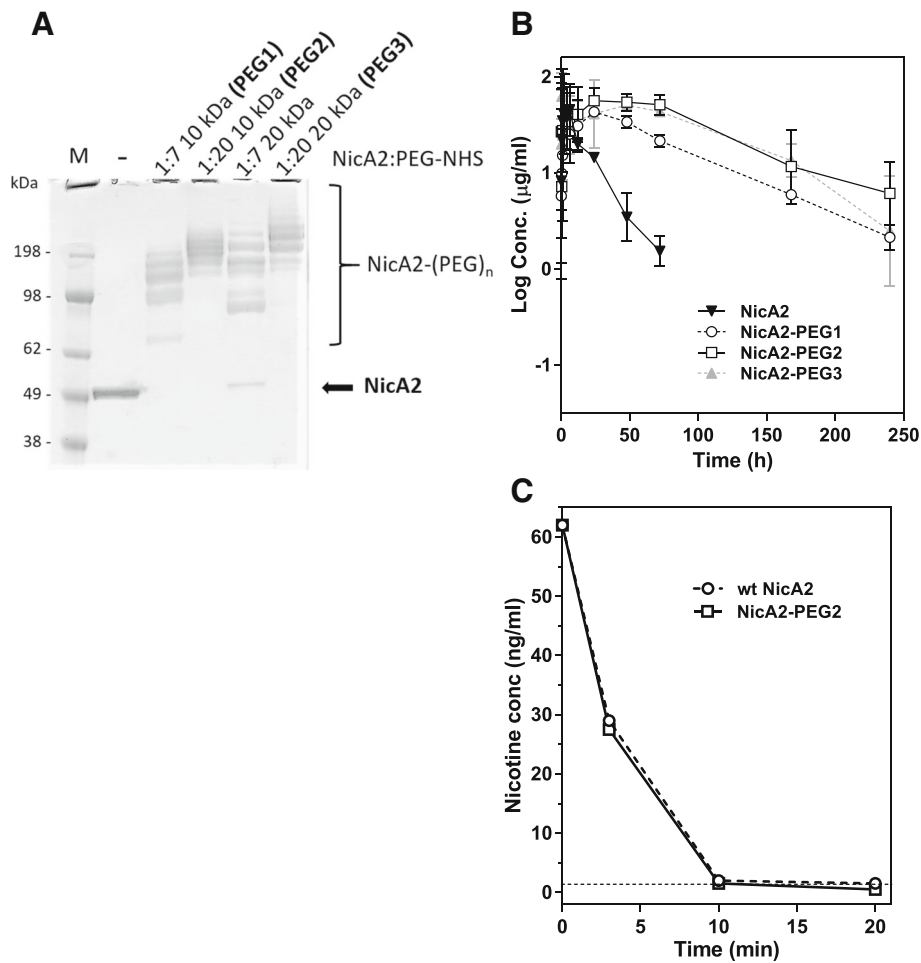 A
M
-
1:7 10 kDa (PEG1)
1:20 10 kDa (PEG2)
1:7 20 kDa
1:20 20 kDa (PEG3)
NicA2:PEG-NHS
kDa
198 -
98 -
62 -
49 -
38 -
NicA2-(PEG)n
NicA2
B
Log Conc. (µg/ml)
2
1
0
-1
0 50 100 150 200 250
Time (h)
NicA2
NicA2-PEG1
NicA2-PEG2
NicA2-PEG3
C
Nicotine conc (ng/ml)
60
50
40
30
20
10
0
0 5 10 15 20
Time (min)
wt NicA2
NicA2-PEG2